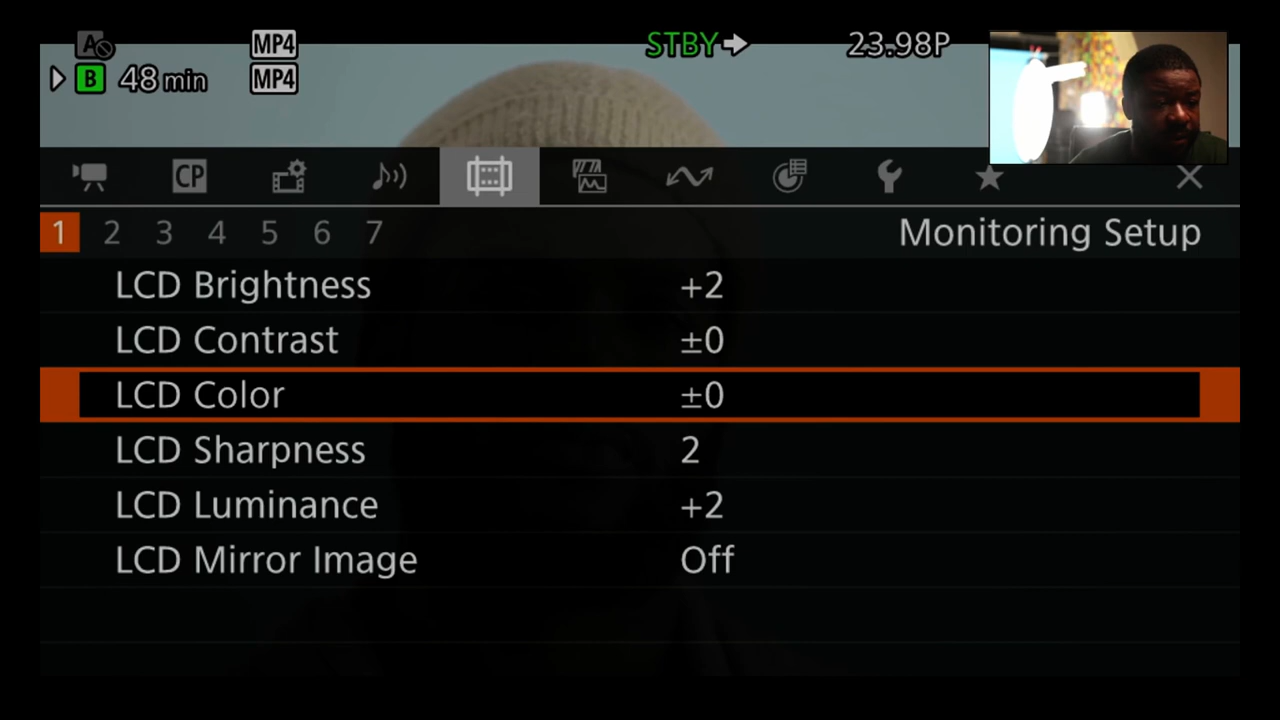 A MP4 STBY 23.98P
B 48 min MP4
CP
1 2 3 4 5 6 7 Monitoring Setup
LCD Brightness +2
LCD Contrast ±0
LCD Color ±0
LCD Sharpness 2
LCD Luminance +2
LCD Mirror Image Off